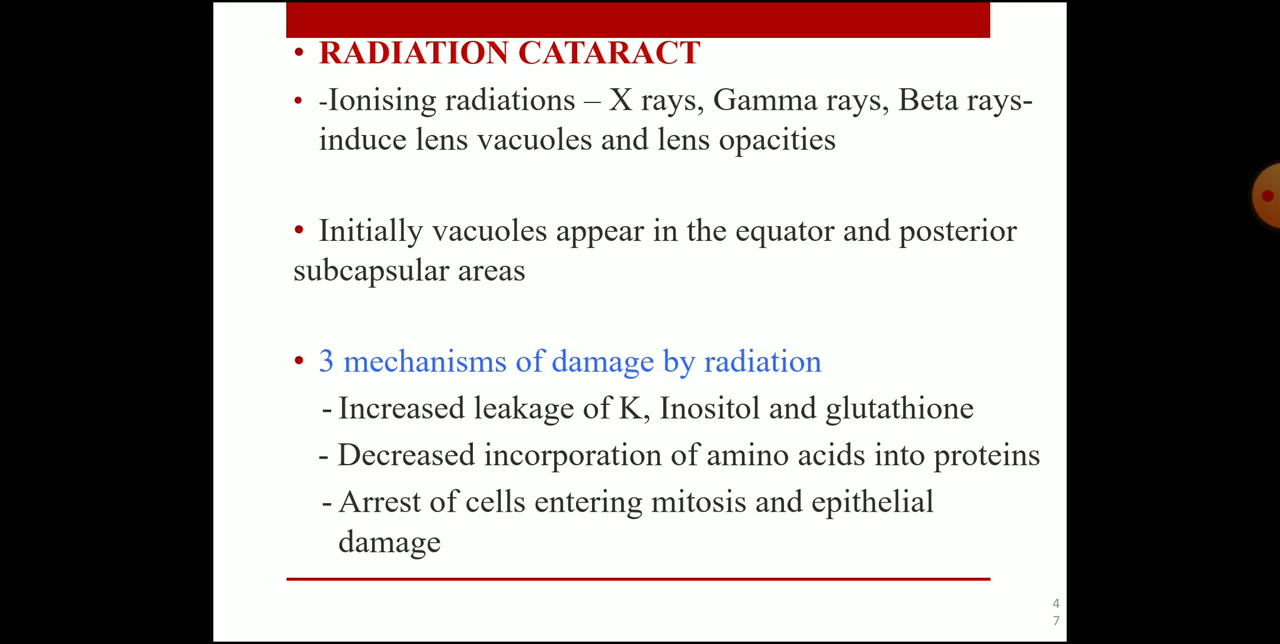 • RADIATION CATARACT
• -Ionising radiations – X rays, Gamma rays, Beta rays-
induce lens vacuoles and lens opacities
• Initially vacuoles appear in the equator and posterior
subcapsular areas
• 3 mechanisms of damage by radiation
- Increased leakage of K, Inositol and glutathione
- Decreased incorporation of amino acids into proteins
- Arrest of cells entering mitosis and epithelial
damage
4
7